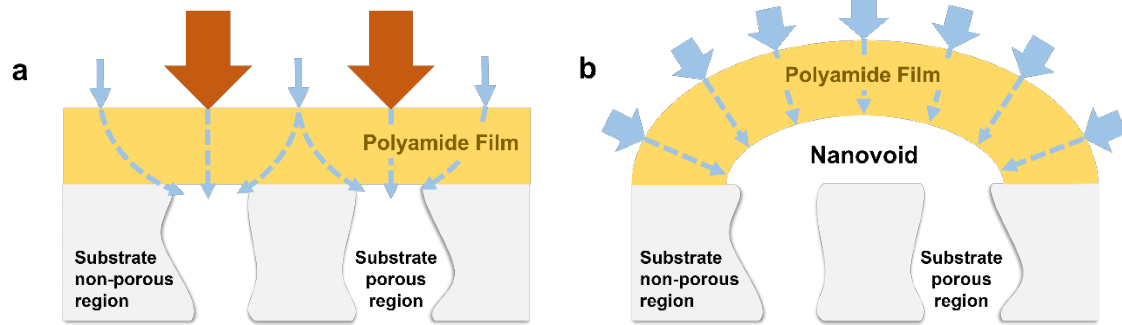 a
Polyamide Film
Substrate
non-porous
region
Substrate
porous
region
b
Polyamide Film
Nanovoid
Substrate
non-porous
region
Substrate
porous
region